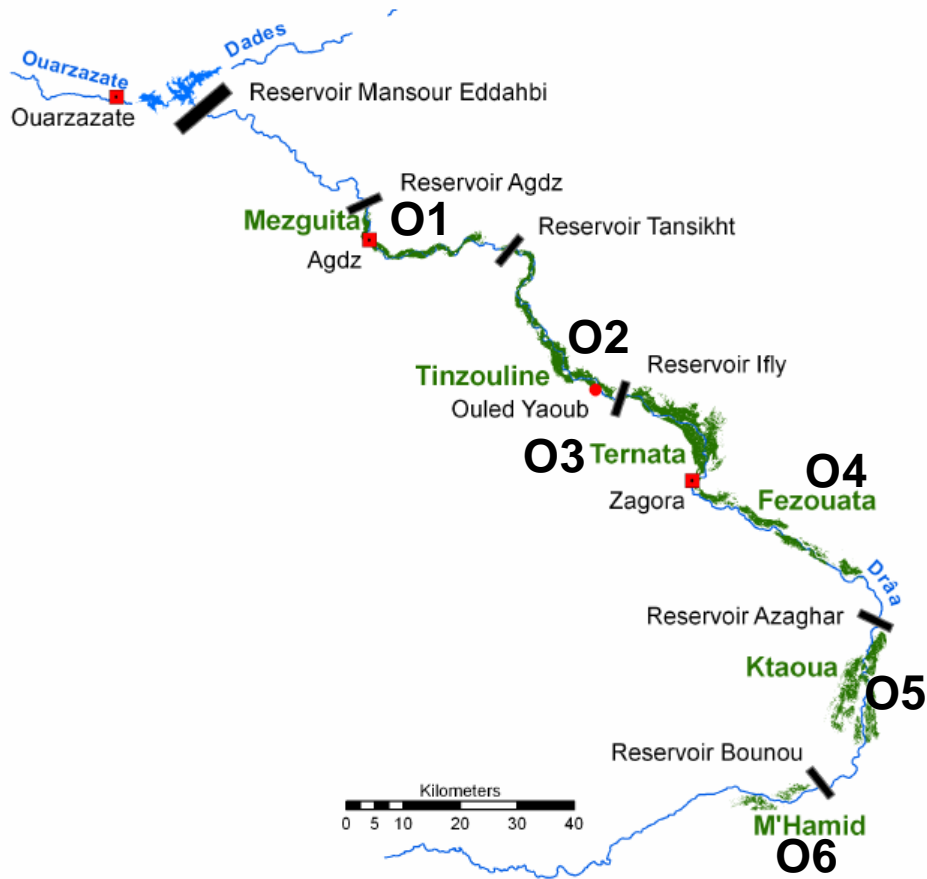 Dades
Ouarzazate
Reservoir Mansour Eddahbi
Ouarzazate
Reservoir Agdz
Mezguita
O1
Reservoir Tansikht
Agdz
O2
Reservoir Ifly
Tinzouline
Ouled Yaoub
O3
Ternata
O4
Zagora
Fezouata
Drâa
Reservoir Azaghar
Ktaoua
O5
Reservoir Bounou
Kilometers
0 5 10 20 30 40
M'Hamid
O6